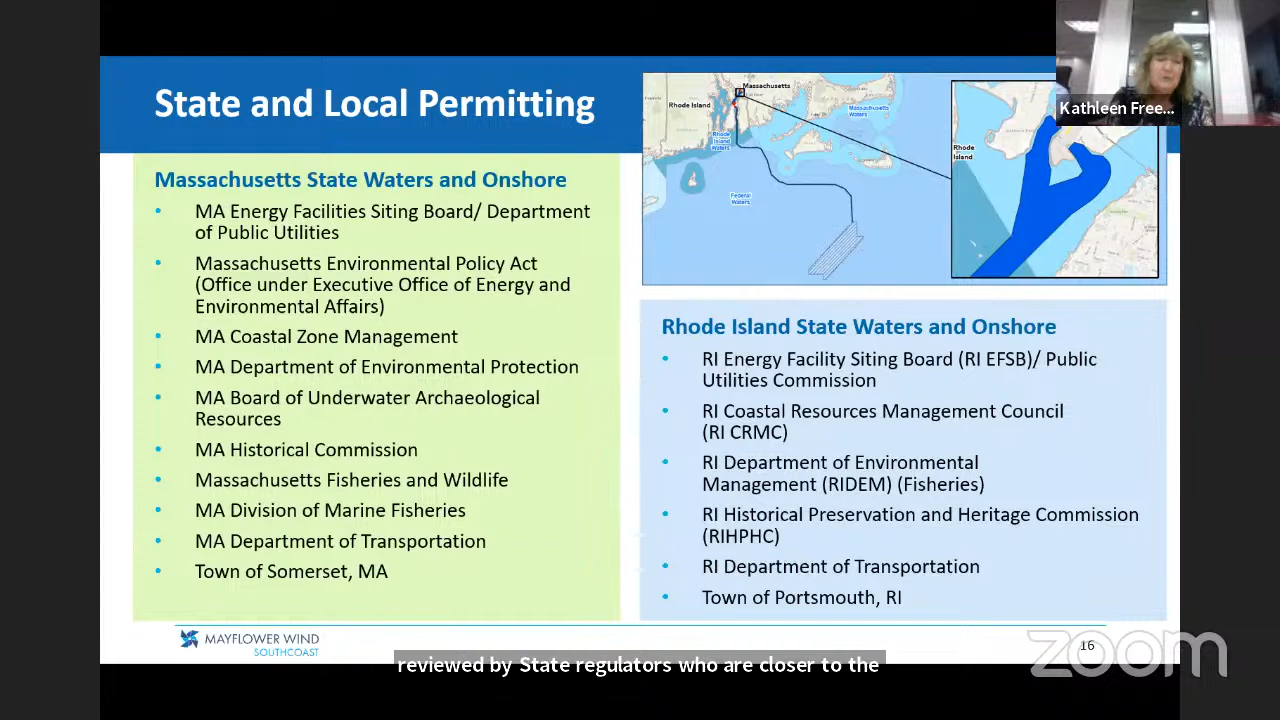 State and Local Permitting
Massachusetts State Waters and Onshore
• MA Energy Facilities Siting Board/ Department
of Public Utilities
• Massachusetts Environmental Policy Act
(Office under Executive Office of Energy and
Environmental Affairs)
• MA Coastal Zone Management
• MA Department of Environmental Protection
• MA Board of Underwater Archaeological
Resources
• MA Historical Commission
• Massachusetts Fisheries and Wildlife
• MA Division of Marine Fisheries
• MA Department of Transportation
• Town of Somerset, MA
Massachusetts
Rhode Island
Massachusetts
Waters
Rhode
Island
Waters
Federal
Waters
Rhode
Island
Kathleen Free...
Rhode Island State Waters and Onshore
• RI Energy Facility Siting Board (RI EFSB)/ Public
Utilities Commission
• RI Coastal Resources Management Council
(RI CRMC)
• RI Department of Environmental
Management (RIDEM) (Fisheries)
• RI Historical Preservation and Heritage Commission
(RIHPHC)
• RI Department of Transportation
• Town of Portsmouth, RI
MAYFLOWER WIND
SOUTHCOAST
16
zoom
reviewed by State regulators who are closer to the